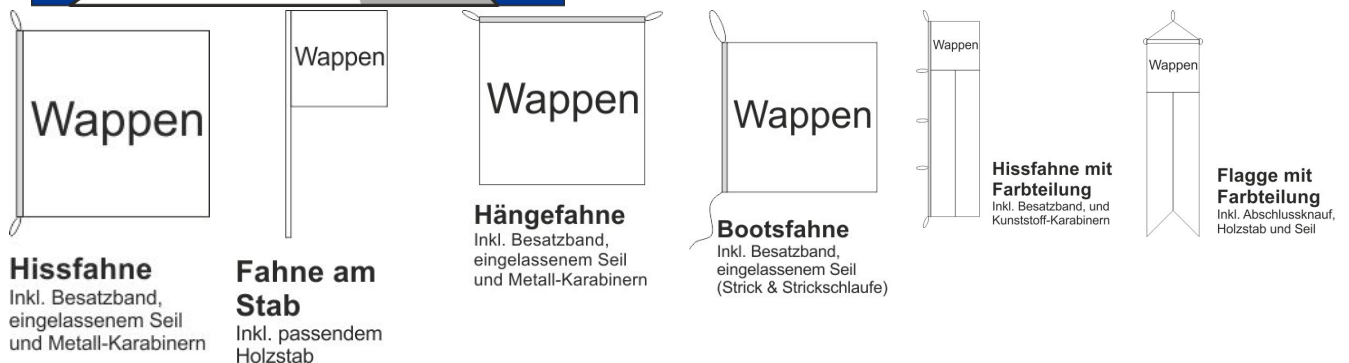 Wappen
Hissfahne
Inkl. Besatzband,
eingelassenem Seil
und Metall-Karabinern
Wappen
Fahne am
Stab
Inkl. passendem
Holzstab
Wappen
Hängefahne
Inkl. Besatzband,
eingelassenem Seil
und Metall-Karabinern
Wappen
Bootsfahne
Inkl. Besatzband,
eingelassenem Seil
(Strick & Strickschlaufe)
Wappen
Hissfahne mit
Farbteilung
Inkl. Besatzband, und
Kunststoff-Karabinern
Wappen
Flagge mit
Farbteilung
Inkl. Abschlussknauf,
Holzstab und Seil